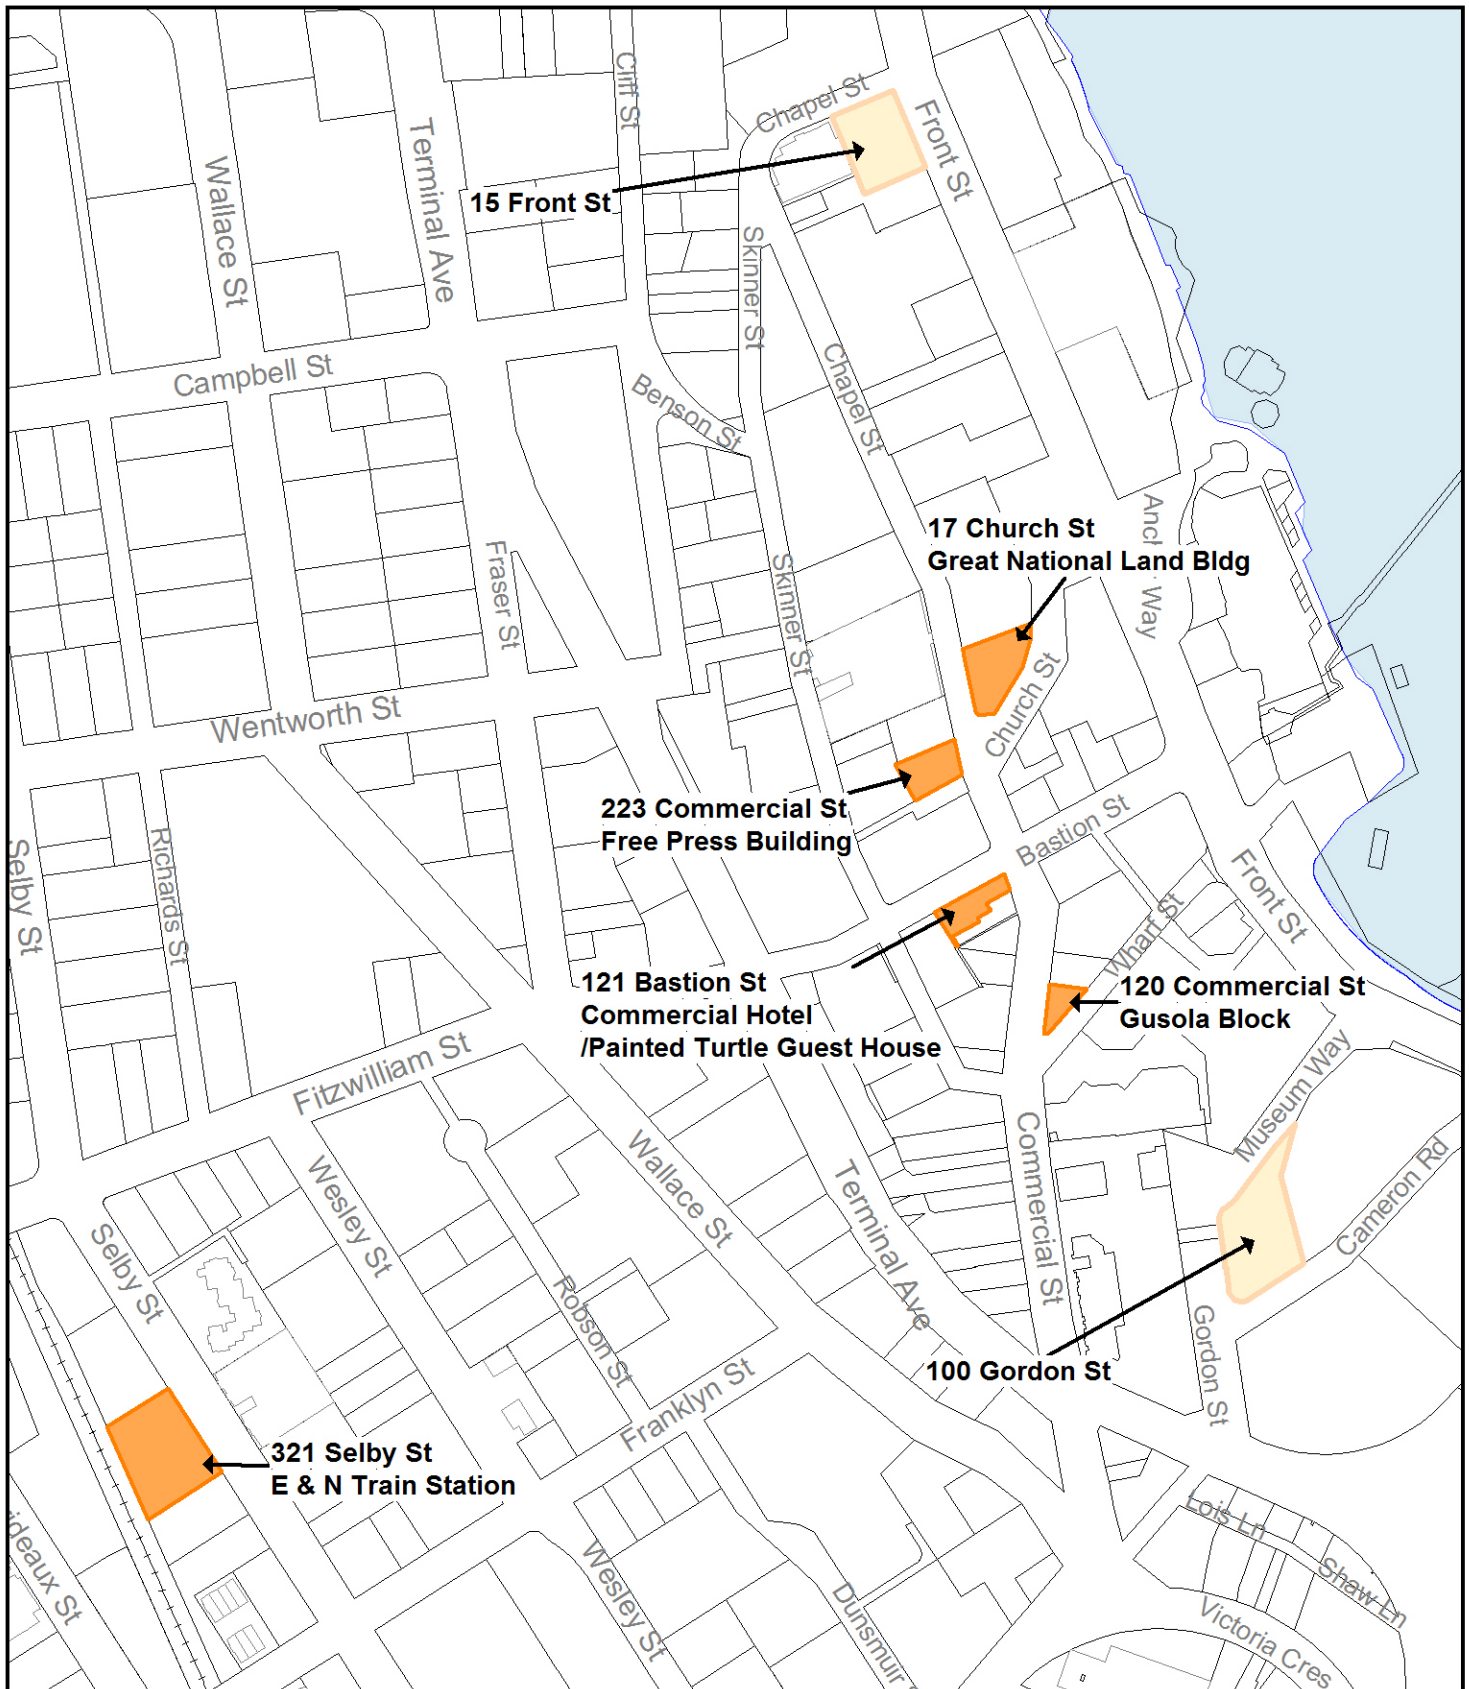 Cliff St
Chapel St
Front St
Terminal Ave
Wallace St
15 Front St
Skinner St
Campbell St
Benson St
Chapel St
17 Church St
Great National Land Bldg
Fraser St
Skinner St
Way
Church St
Wentworth St
223 Commercial St
Free Press Building
Bastion St
Selby St
Richards St
Front St
Wharf St
121 Bastion St
Commercial Hotel
/Painted Turtle Guest House
120 Commercial St
Gusola Block
Fitzwilliam St
Museum Way
Wallace St
Commercial St
Cameron Rd
Wesley St
Terminal Ave
Selby St
Robson St
Gordon St
100 Gordon St
Franklyn St
321 Selby St
E & N Train Station
Lois Ln
Shaw Ln
ideaux St
Wesley St
Dunsmuir
Victoria Cres